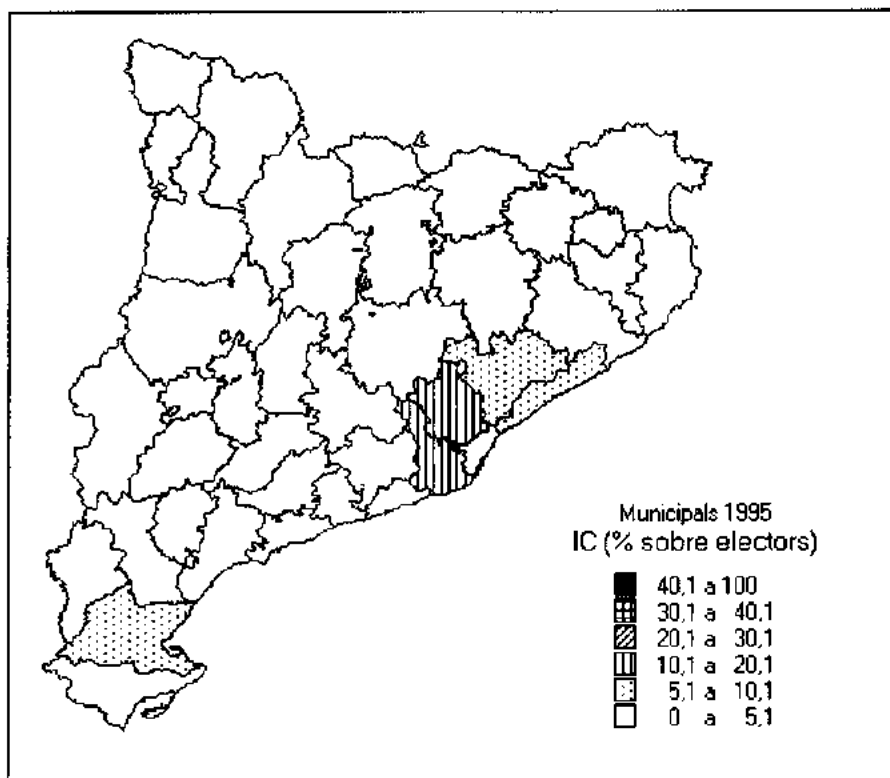 Municipals 1995
IC (% sobre electors)
40,1 a 100
30,1 a 40,1
20,1 a 30,1
10,1 a 20,1
5,1 a 10,1
0 a 5,1